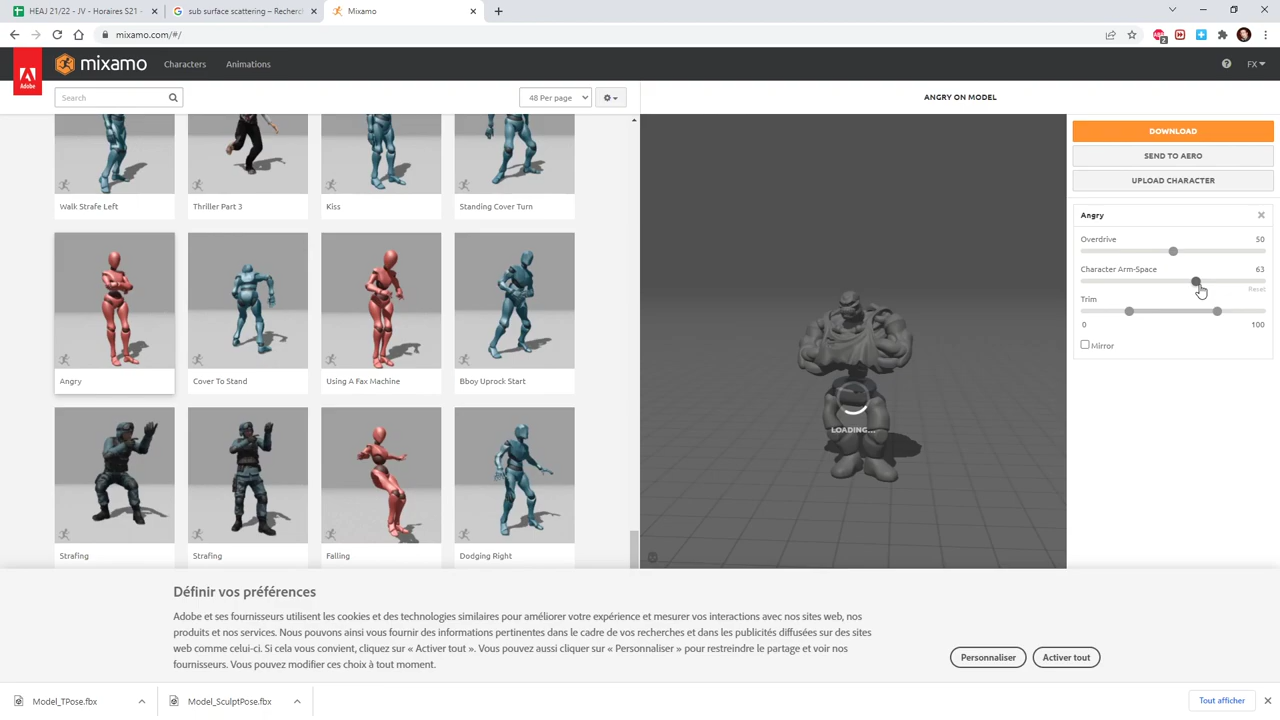 HEAJ 21/22 - JV - Horaires S21 -
sub surface scattering – Recherch
Mixamo
mixamo.com/#/
2
Adobe
mixamo
Characters
Animations
FX
Search
48 Per page
ANGRY ON MODEL
Walk Strafe Left
Thriller Part 3
Kiss
Standing Cover Turn
Angry
Cover To Stand
Using A Fax Machine
Bboy Uprock Start
Strafing
Strafing
Falling
Dodging Right
LOADING...
DOWNLOAD
SEND TO AERO
UPLOAD CHARACTER
Angry
Overdrive 50
Character Arm-Space 63
Reset
Trim
0 100
Mirror
Définir vos préférences
Adobe et ses fournisseurs utilisent les cookies et des technologies similaires pour améliorer votre expérience et mesurer vos interactions avec nos sites web, nos
produits et nos services. Nous pouvons ainsi vous fournir des informations pertinentes dans le cadre de vos recherches et dans les publicités diffusées sur des sites
web comme celui-ci. Si cela vous convient, cliquez sur « Activer tout ». Vous pouvez aussi cliquer sur « Personnaliser » pour restreindre le partage et voir nos
fournisseurs. Vous pouvez modifier ces choix à tout moment.
Personnaliser
Activer tout
Model_TPose.fbx
Model_SculptPose.fbx
Tout afficher